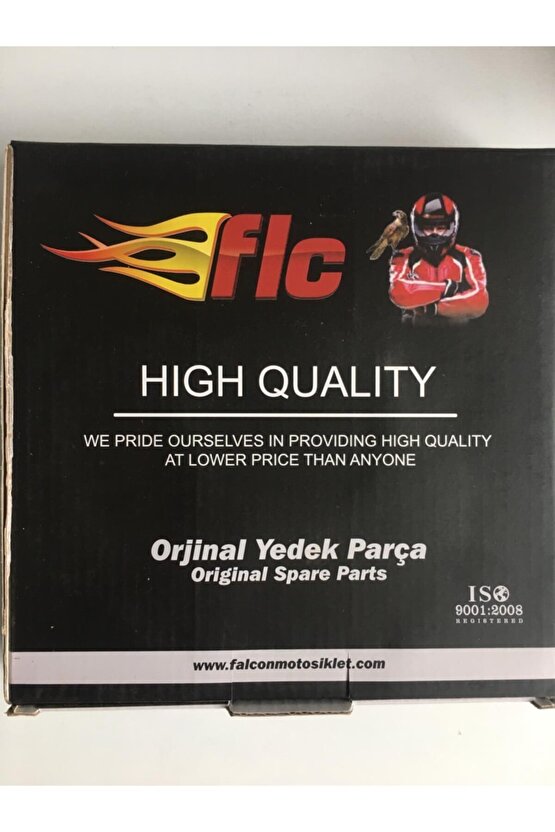 flc
HIGH QUALITY
WE PRIDE OURSELVES IN PROVIDING HIGH QUALITY
AT LOWER PRICE THAN ANYONE
Orjinal Yedek Parça
Original Spare Parts
ISO
9001:2008
REGISTERED
www.falconmotosiklet.com